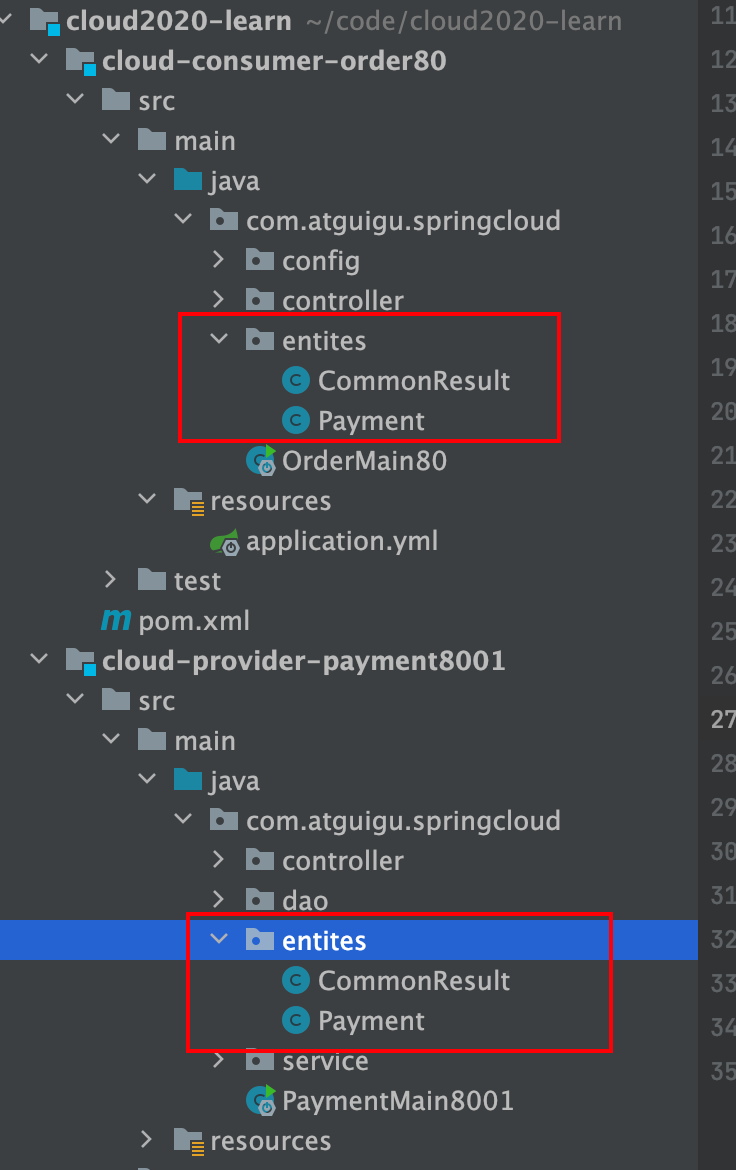 cloud2020-learn ~/code/cloud2020-learn
cloud-consumer-order80
src
main
java
com.atguigu.springcloud
config
controller
entites
C CommonResult
C Payment
OrderMain80
resources
application.yml
test
m pom.xml
cloud-provider-payment8001
src
main
java
com.atguigu.springcloud
controller
dao
entites
C CommonResult
C Payment
service
PaymentMain8001
resources
11
12
13
14
15
16
17
18
19
20
21
22
23
24
25
26
27
28
29
30
31
32
33
34
35